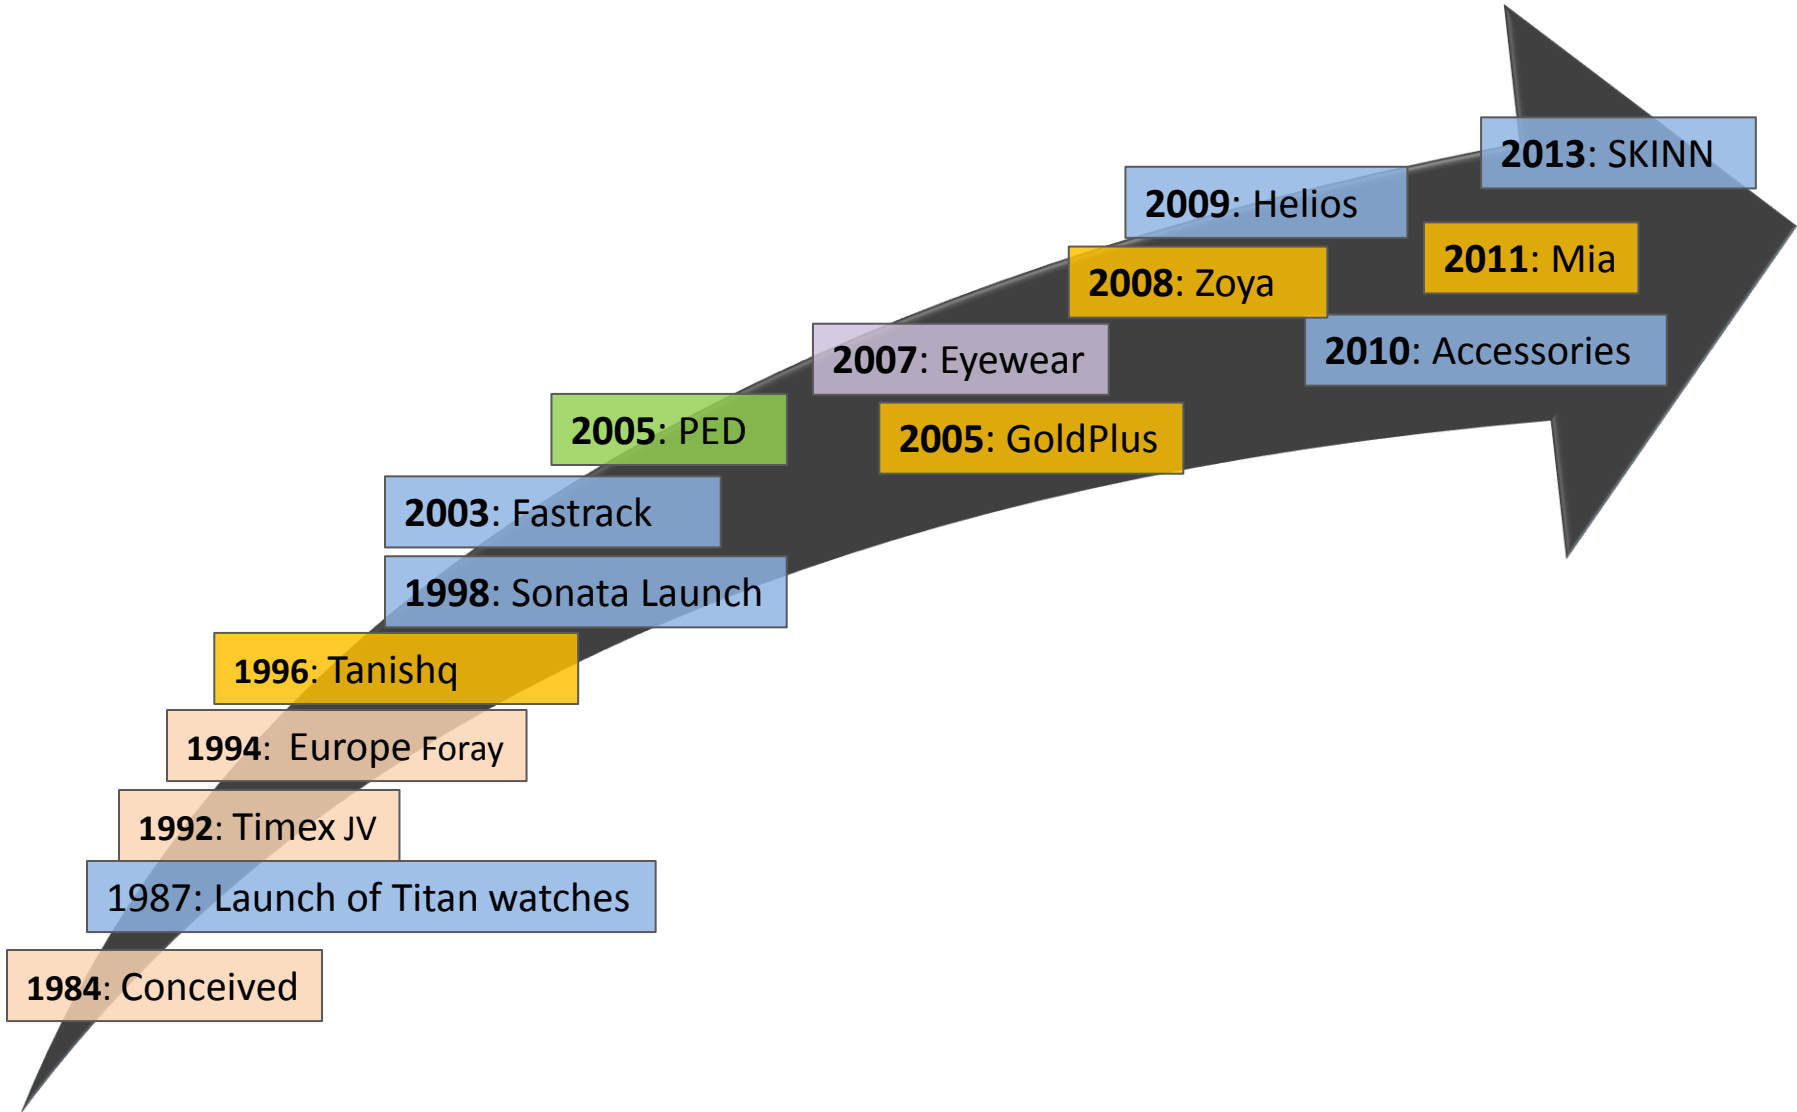 2013: SKINN
2009: Helios
2011: Mia
2008: Zoya
2010: Accessories
2007: Eyewear
2005: PED
2005: GoldPlus
2003: Fastrack
1998: Sonata Launch
1996: Tanishq
1994: Europe Foray
1992: Timex JV
1987: Launch of Titan watches
1984: Conceived